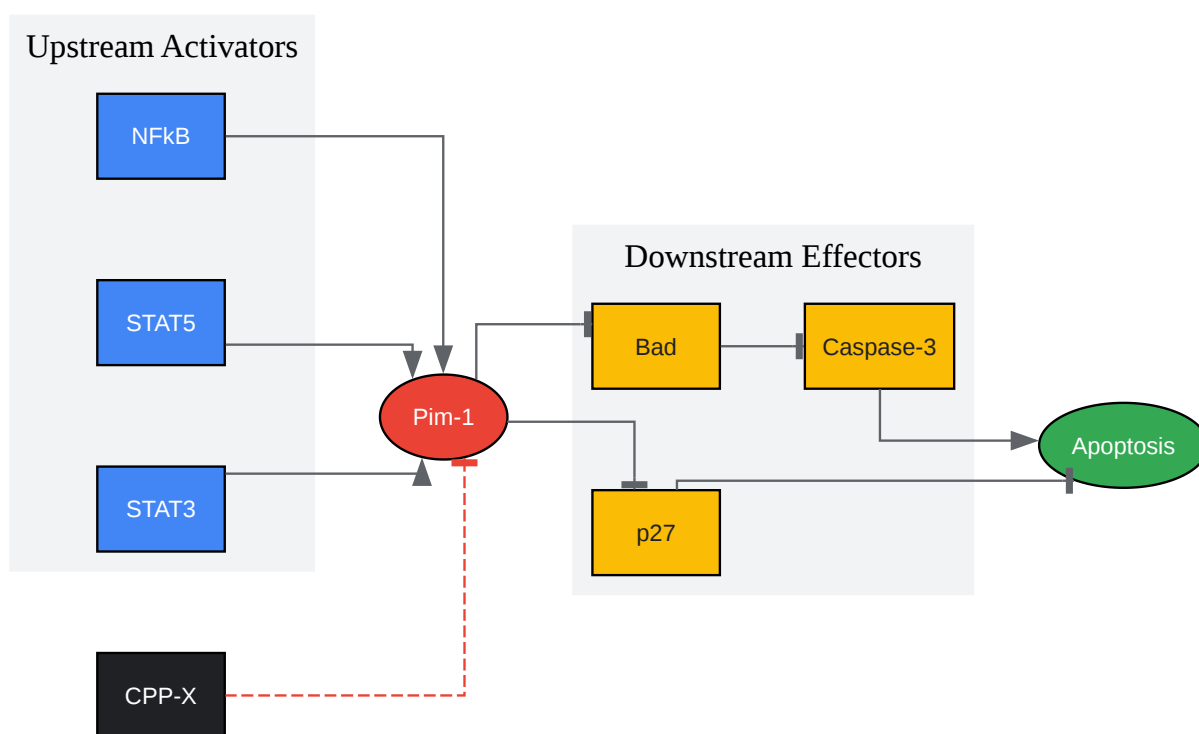 Upstream Activators
NFkB
STAT5
STAT3
CPP-X
Pim-1
Downstream Effectors
Bad
Caspase-3
p27
Apoptosis